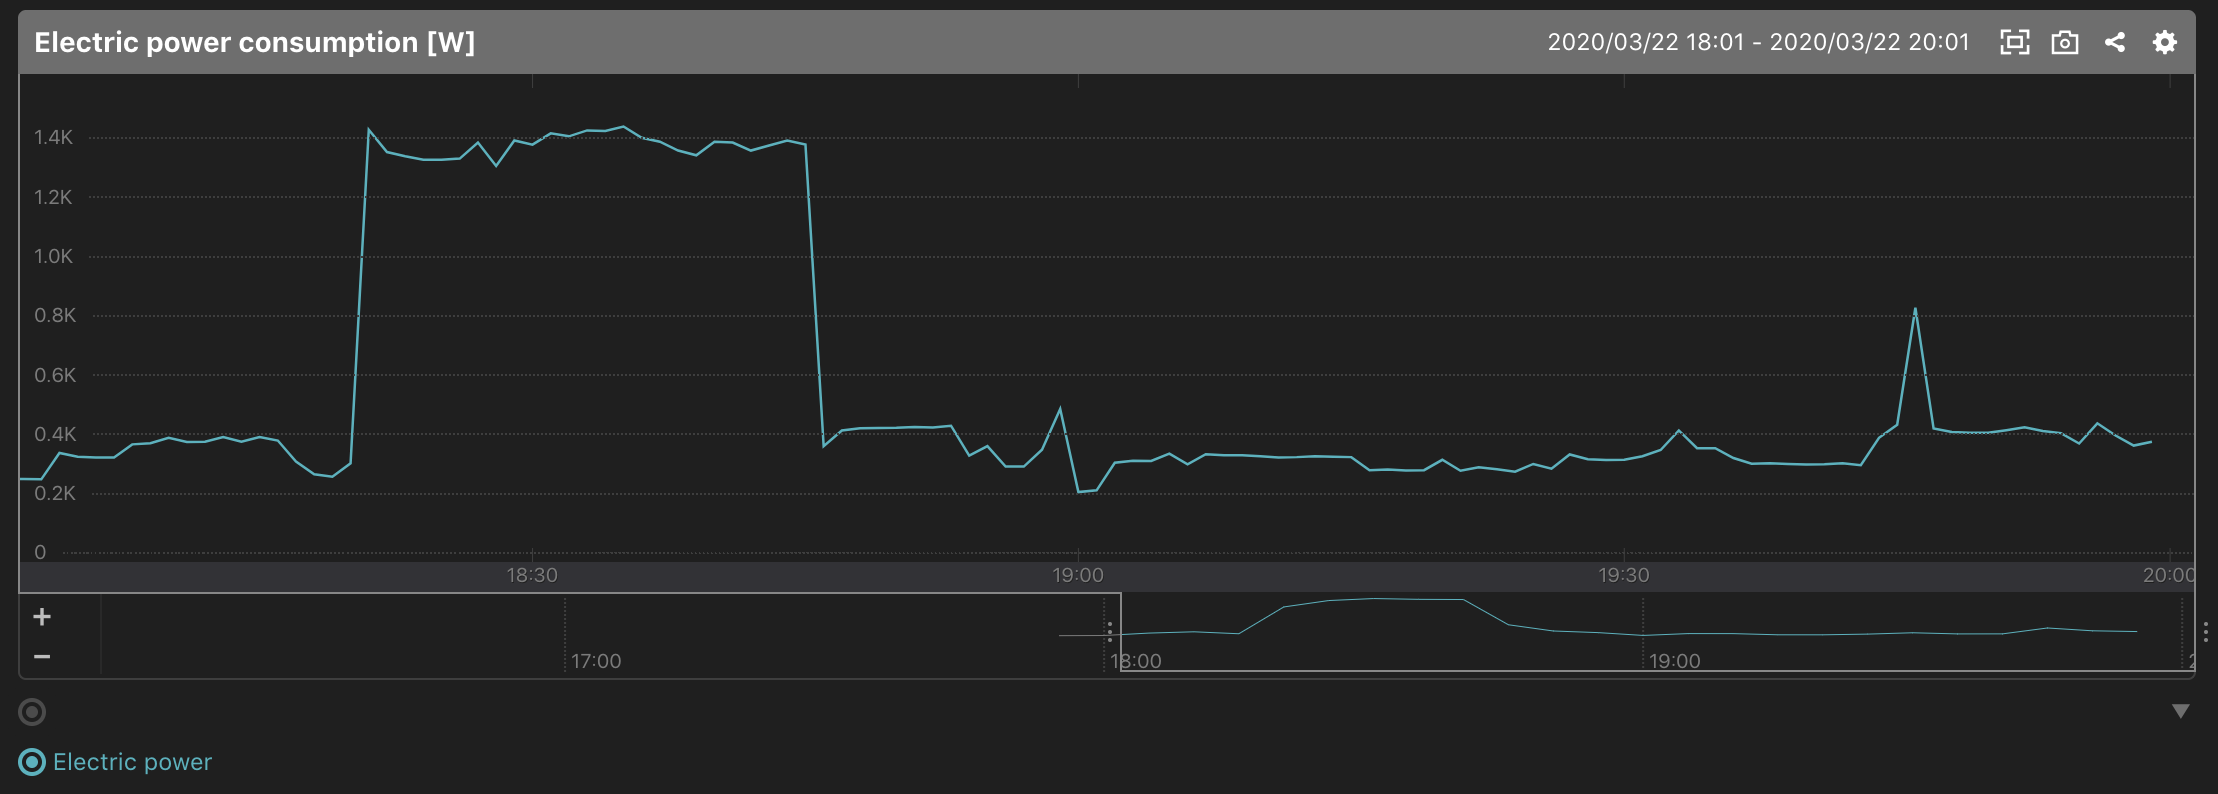 Electric power consumption [W] 2020/03/22 18:01 - 2020/03/22 20:01
1.4K
1.2K
1.0K
0.8K
0.6K
0.4K
0.2K
0
18:30 19:00 19:30 20:00
+
−
17:00 18:00 19:00 2
Electric power